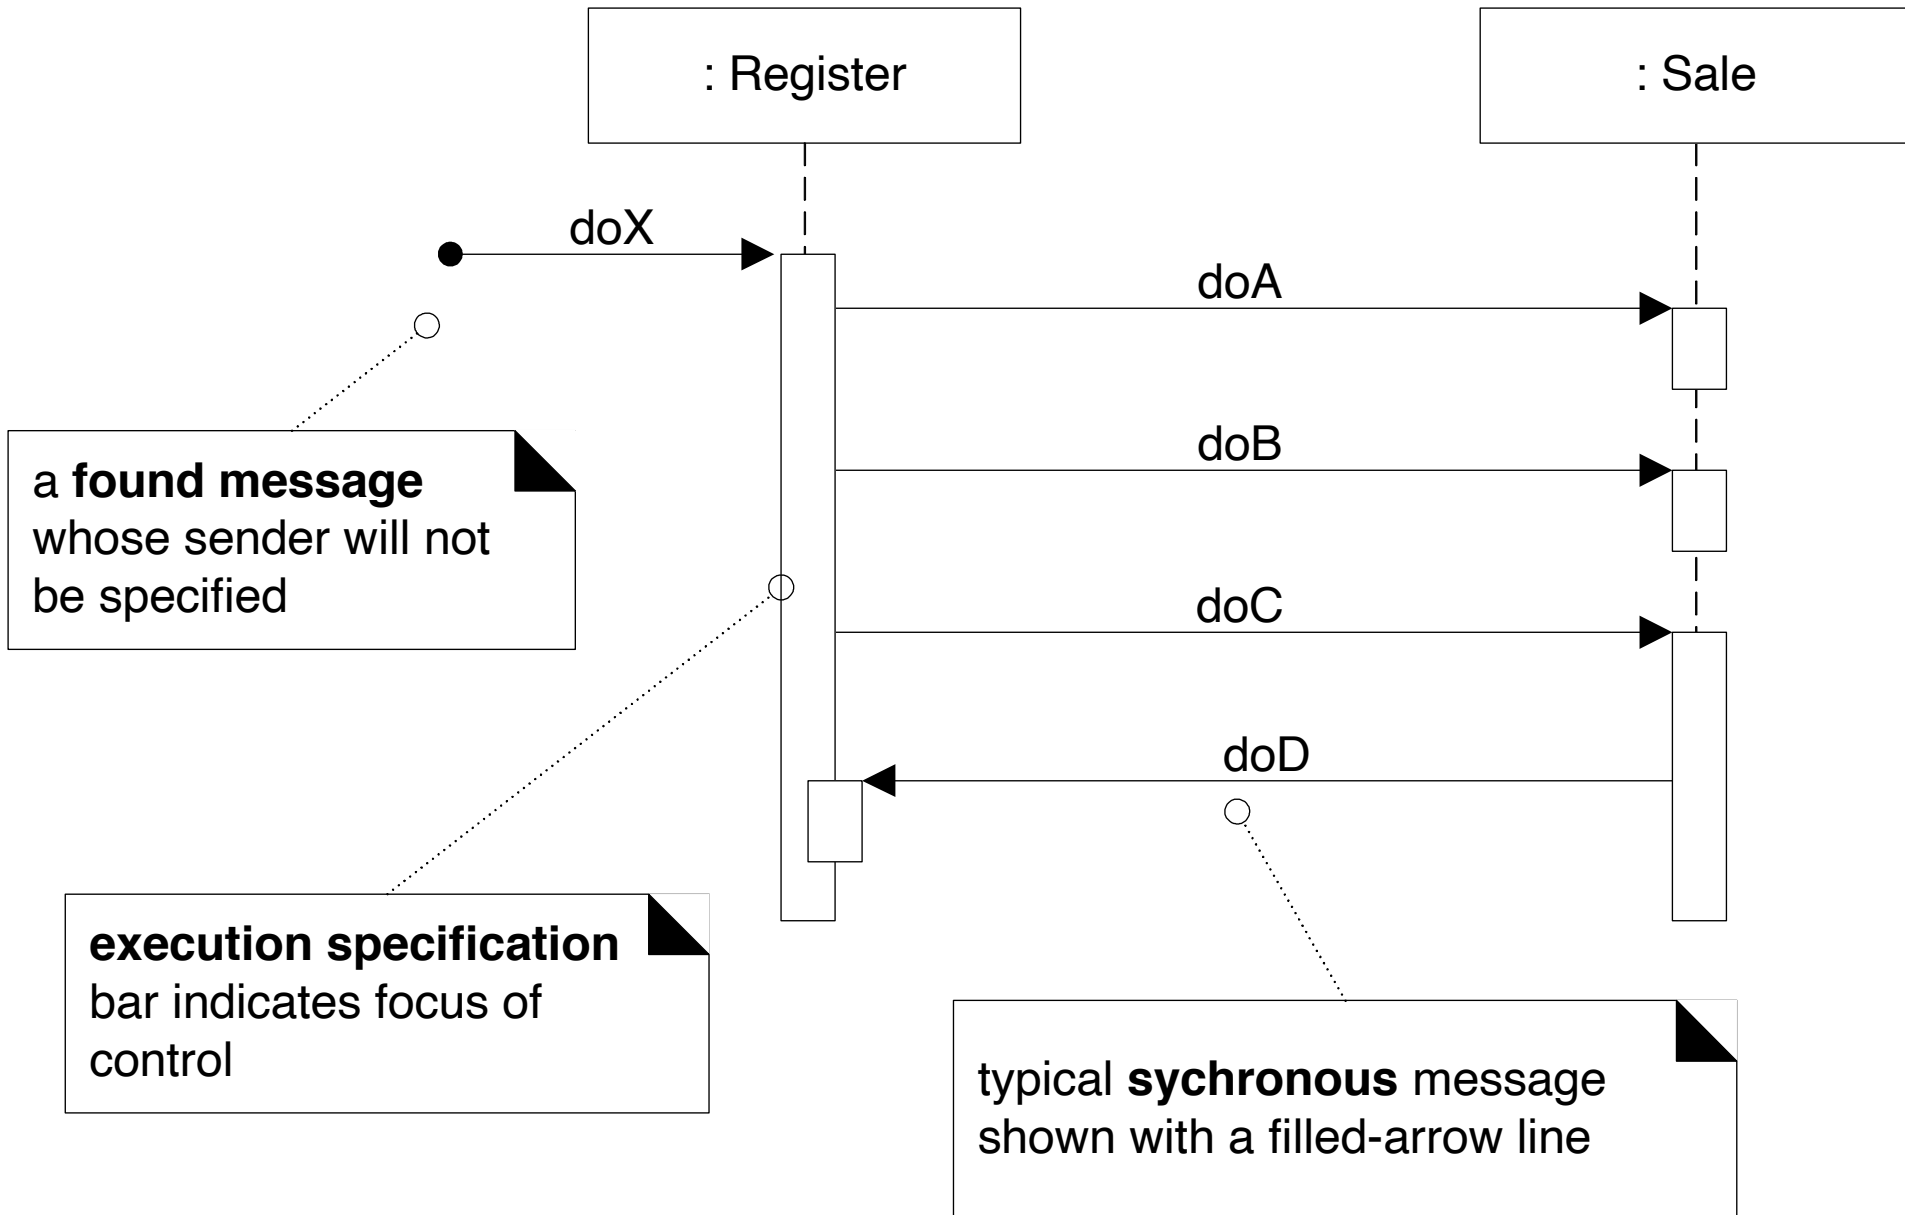 : Register
: Sale
doX
doA
doB
a found message
whose sender will not
be specified
doC
doD
execution specification
bar indicates focus of
control
typical sychronous message
shown with a filled-arrow line